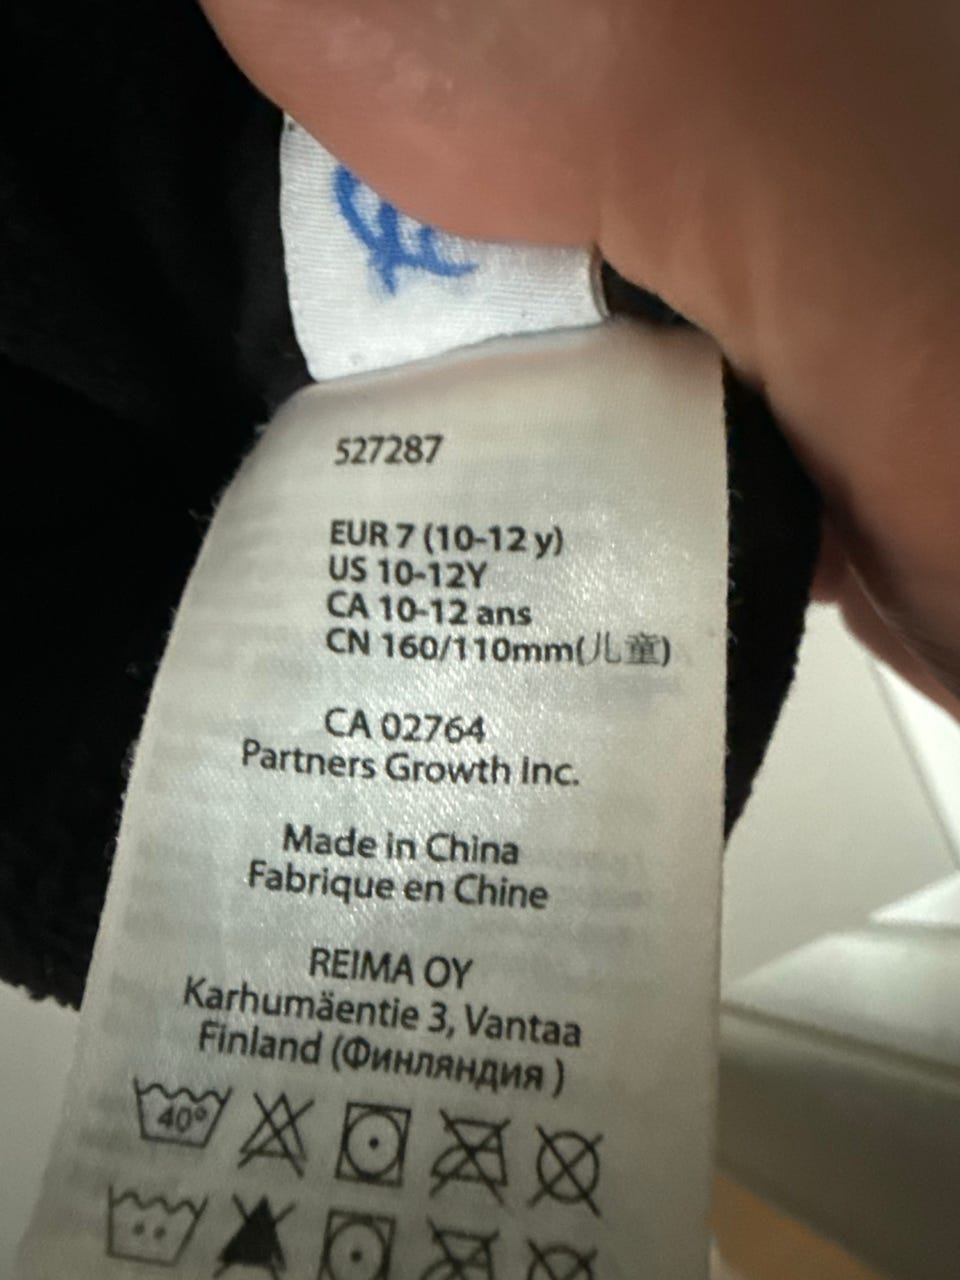 527287
EUR 7 (10-12 y)
US 10-12Y
CA 10-12 ans
CN 160/110mm(儿童)
CA 02764
Partners Growth Inc.
Made in China
Fabrique en Chine
REIMA OY
Karhumäentie 3, Vantaa
Finland (Финляндия )
40°